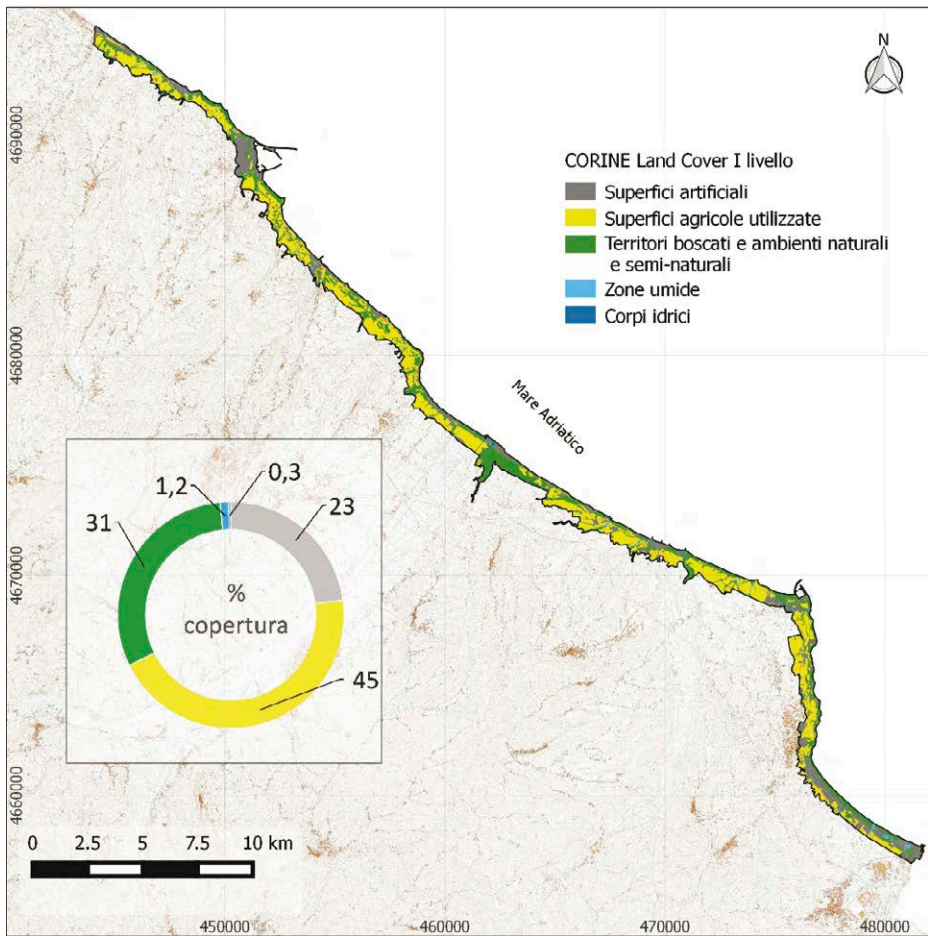 N
CORINE Land Cover I livello
Superfici artificiali
Superfici agricole utilizzate
Territori boscati e ambienti naturali
e semi-naturali
Zone umide
Corpi idrici
Mare Adriatico
4690000
4680000
4670000
4660000
1,2
0,3
31
23
%
copertura
45
0 2.5 5 7.5 10 km
450000 460000 470000 480000